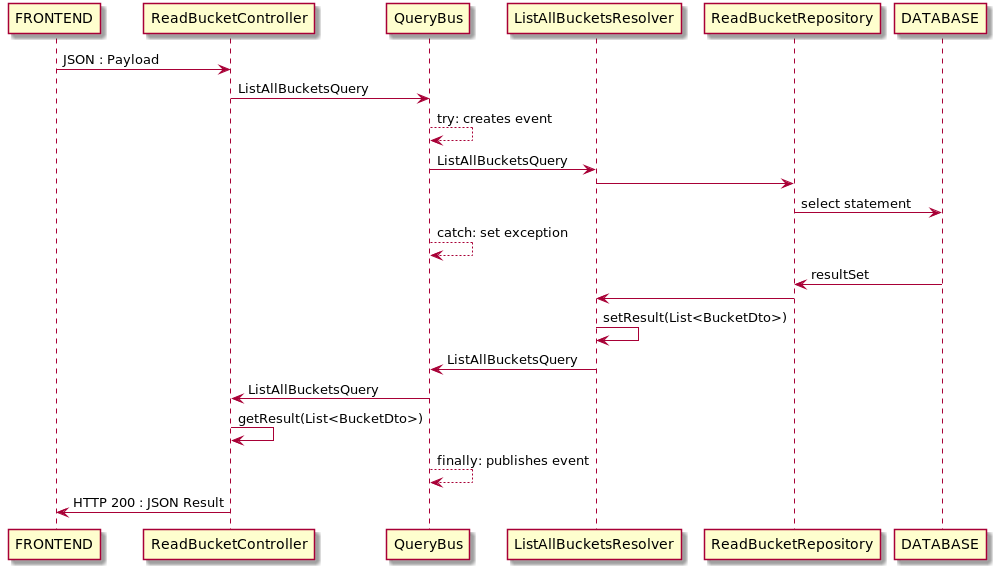 FRONTEND
ReadBucketController
QueryBus
ListAllBucketsResolver
ReadBucketRepository
DATABASE
JSON : Payload
ListAllBucketsQuery
try: creates event
ListAllBucketsQuery
select statement
catch: set exception
resultSet
setResult(List<BucketDto>)
ListAllBucketsQuery
ListAllBucketsQuery
getResult(List<BucketDto>)
finally: publishes event
HTTP 200 : JSON Result
FRONTEND
ReadBucketController
QueryBus
ListAllBucketsResolver
ReadBucketRepository
DATABASE